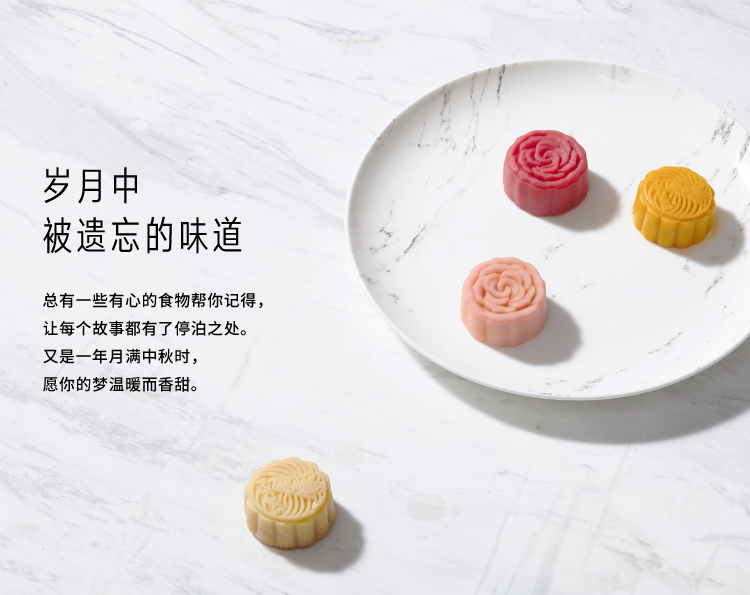 岁月中
被遗忘的味道
总有一些有心的食物帮你记得，
让每个故事都有了停泊之处。
又是一年月满中秋时，
愿你的梦温暖而香甜。